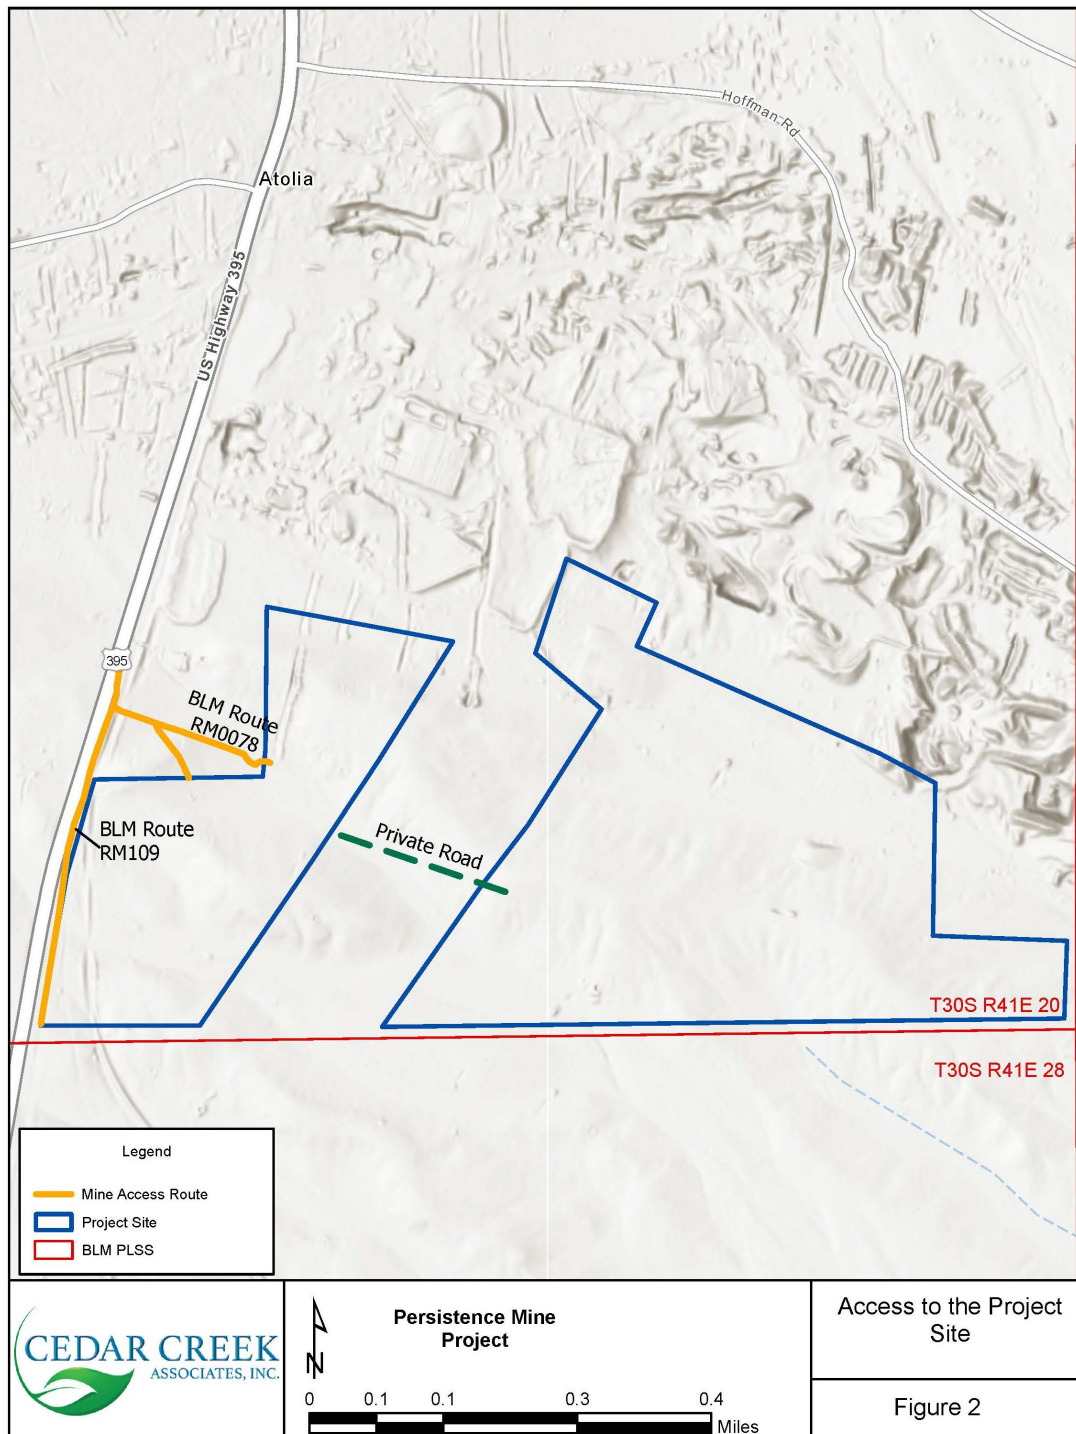 Hoffman Rd
Atolia
US Highway 395
395
BLM Route
RM0078
BLM Route
RM109
Private Road
T30S R41E 20
T30S R41E 28
Legend
Mine Access Route
Project Site
BLM PLSS
CEDAR CREEK
ASSOCIATES, INC.
N
Persistence Mine
Project
0 0.1 0.1 0.3 0.4
Miles
Access to the Project
Site
Figure 2